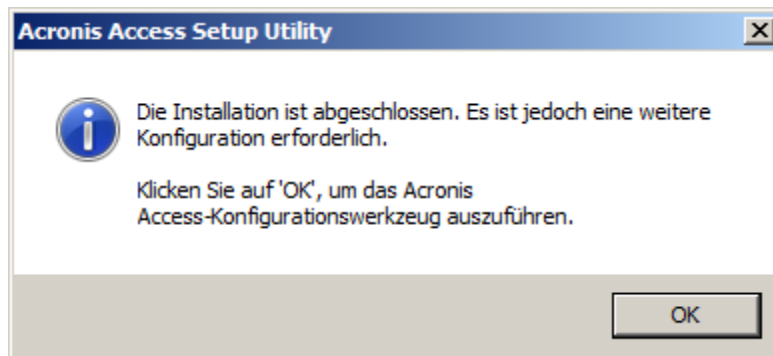 Acronis Access Setup Utility
Die Installation ist abgeschlossen. Es ist jedoch eine weitere
Konfiguration erforderlich.
Klicken Sie auf 'OK', um das Acronis
Access-Konfigurationswerkzeug auszuführen.
OK